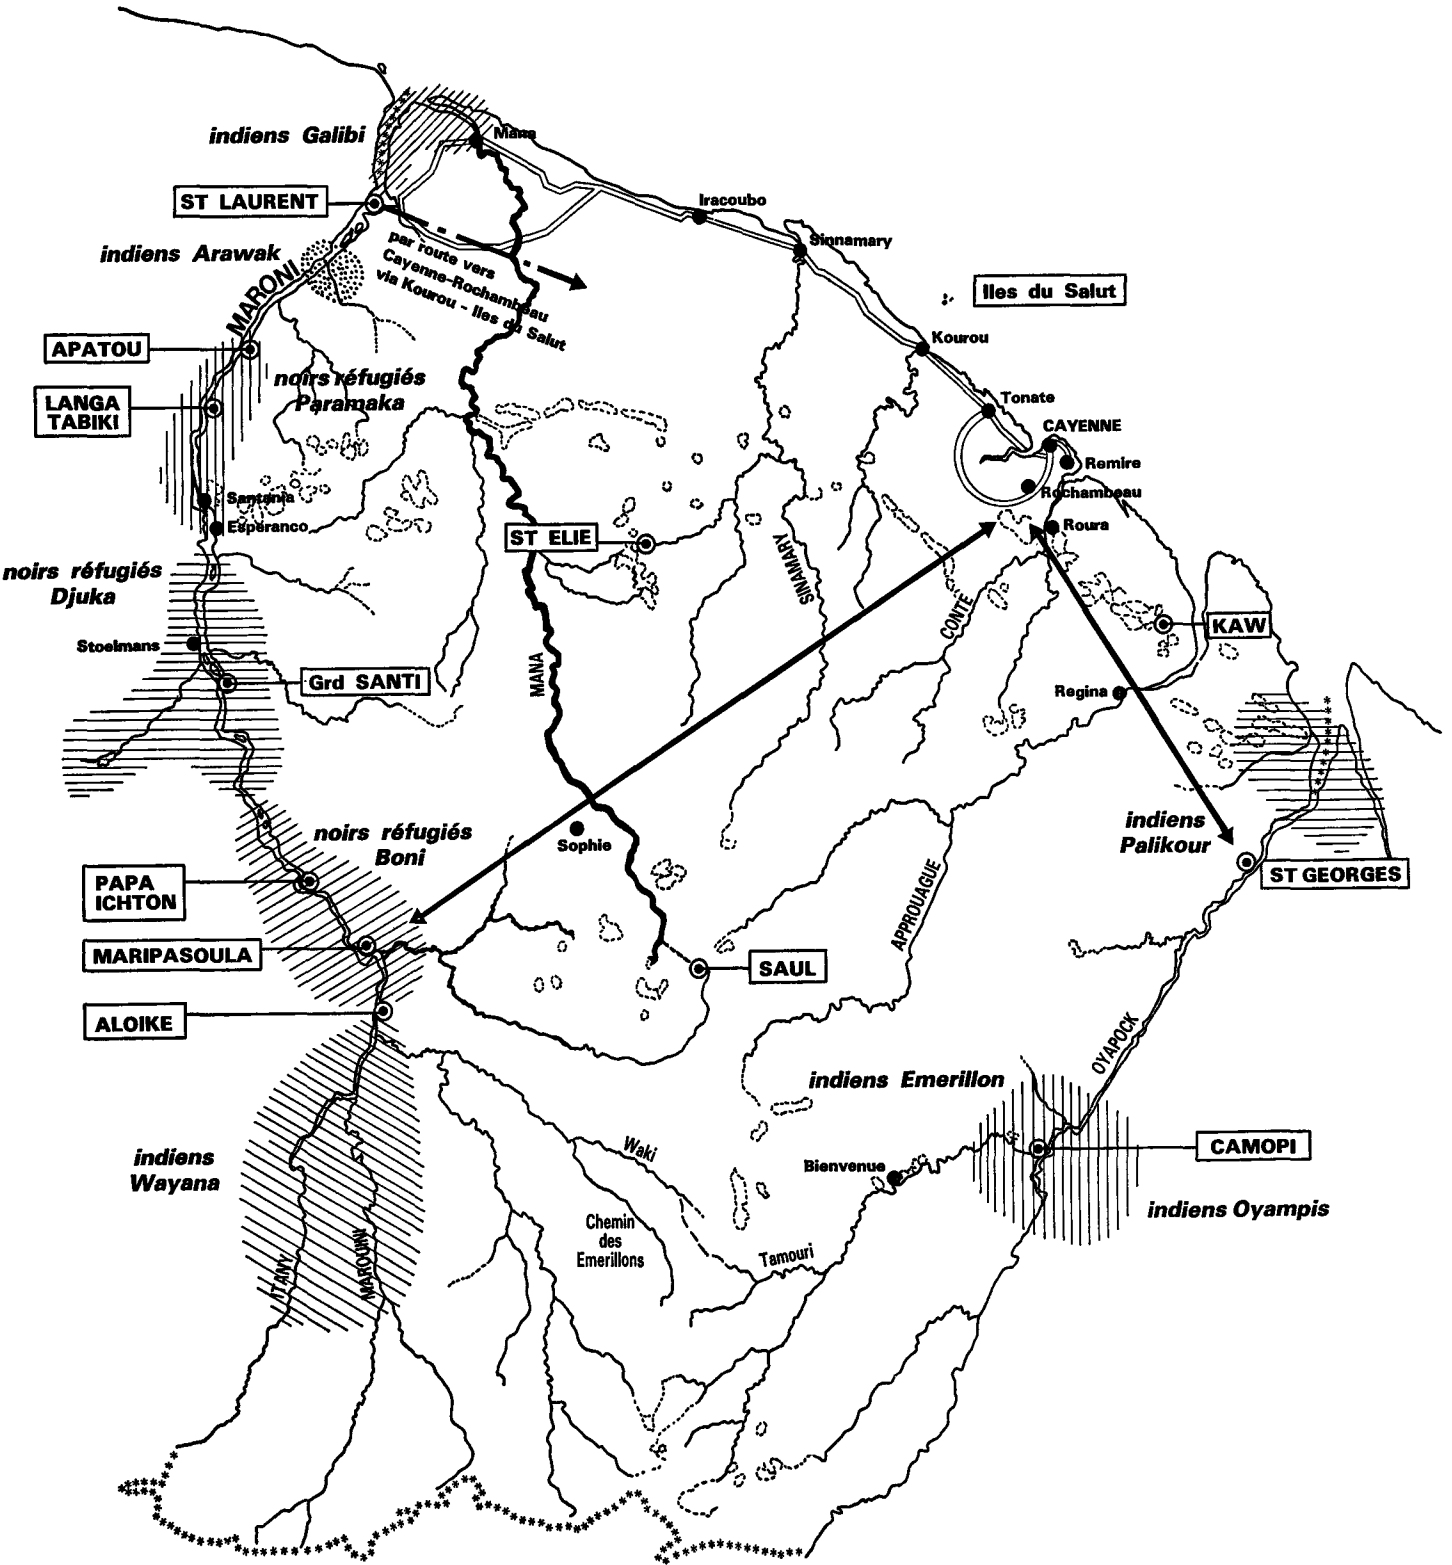 indiens Galibi
Mana
ST LAURENT
Iracoubo
Sinnamary
indiens Arawak
par route vers
Cayenne-Rochambeau
via Kourou - Iles du Salut
MARONI
Iles du Salut
APATOU
Kourou
noirs réfugiés
Paramaka
LANGA
TABIKI
Tonate
CAYENNE
Remire
Rochambeau
Santania
Espéranco
ST ELIE
Roura
SINAMARY
noirs réfugiés
Djuka
CONTE
KAW
Stoelmans
Grd SANTI
MANA
Regina
noirs réfugiés
Boni
Sophie
indiens
Palikour
ST GEORGES
PAPA
ICHTON
APPROUAGUE
MARIPASOULA
SAUL
ALOIKE
OYAPOCK
indiens Emerillon
indiens
Wayana
Waki
CAMOPI
Bienvenue
indiens Oyampis
Chemin
des
Emerillons
Tamouri
ITANY
MAROUINI